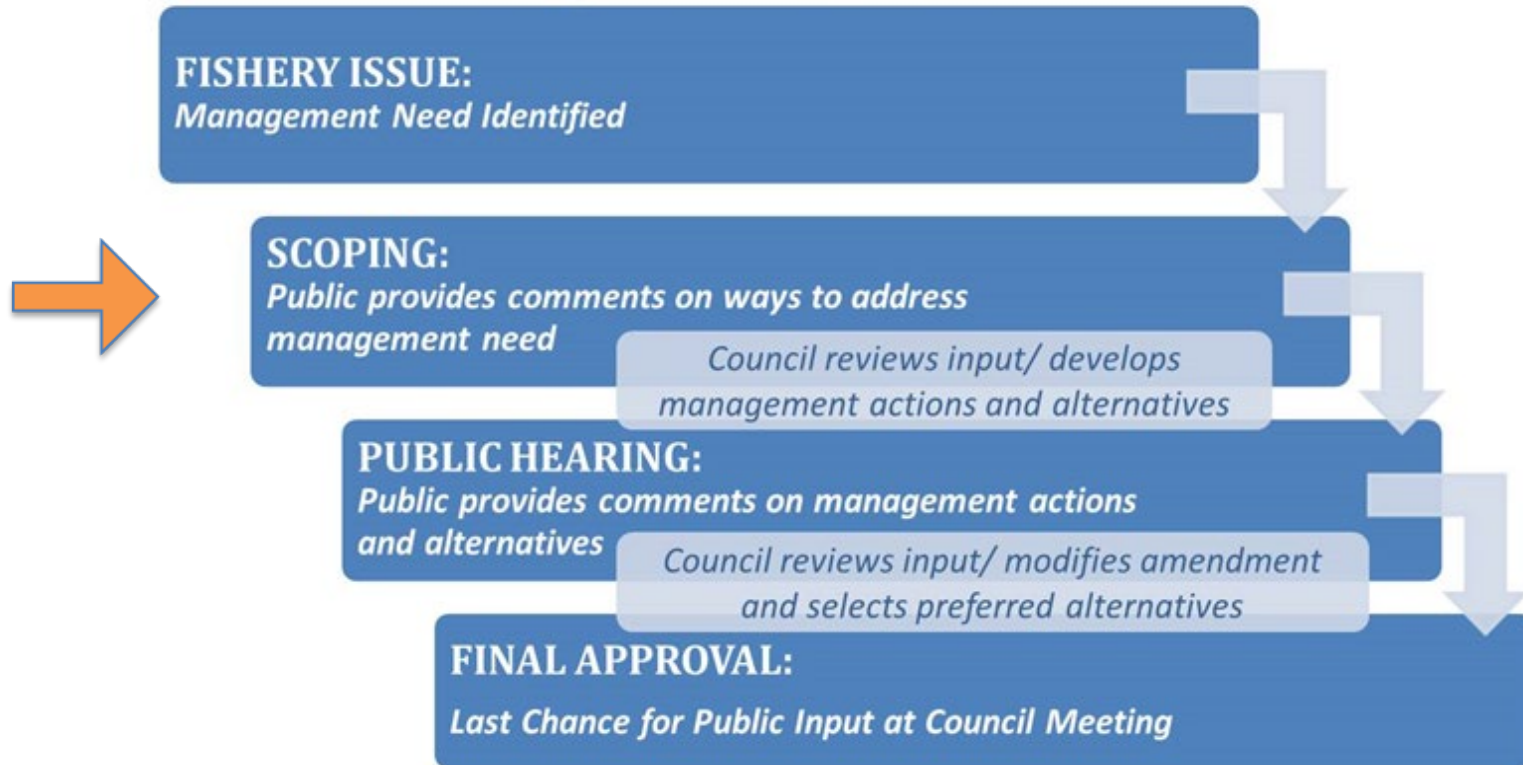 FISHERY ISSUE:
Management Need Identified
SCOPING:
Public provides comments on ways to address
management need
Council reviews input/ develops
management actions and alternatives
PUBLIC HEARING:
Public provides comments on management actions
and alternatives
Council reviews input/ modifies amendment
and selects preferred alternatives
FINAL APPROVAL:
Last Chance for Public Input at Council Meeting